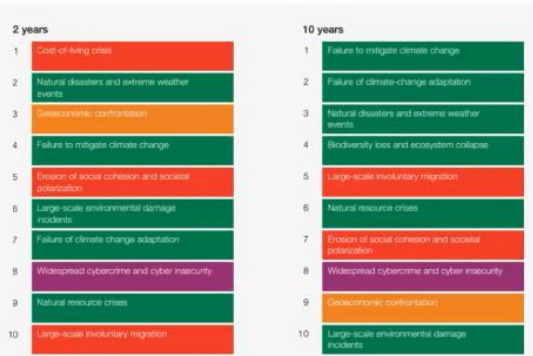 2 years
1 Cost-of-living crisis
2 Natural disasters and extreme weather
events
3 Geoeconomic confrontation
4 Failure to mitigate climate change
5 Erosion of social cohesion and societal
polarization
6 Large-scale environmental damage
incidents
7 Failure of climate change adaptation
8 Widespread cybercrime and cyber insecurity
9 Natural resource crises
10 Large-scale involuntary migration
10 years
1 Failure to mitigate climate change
2 Failure of climate-change adaptation
3 Natural disasters and extreme weather
events
4 Biodiversity loss and ecosystem collapse
5 Large-scale involuntary migration
6 Natural resource crises
7 Erosion of social cohesion and societal
polarization
8 Widespread cybercrime and cyber insecurity
9 Geoeconomic confrontation
10 Large-scale environmental damage
incidents